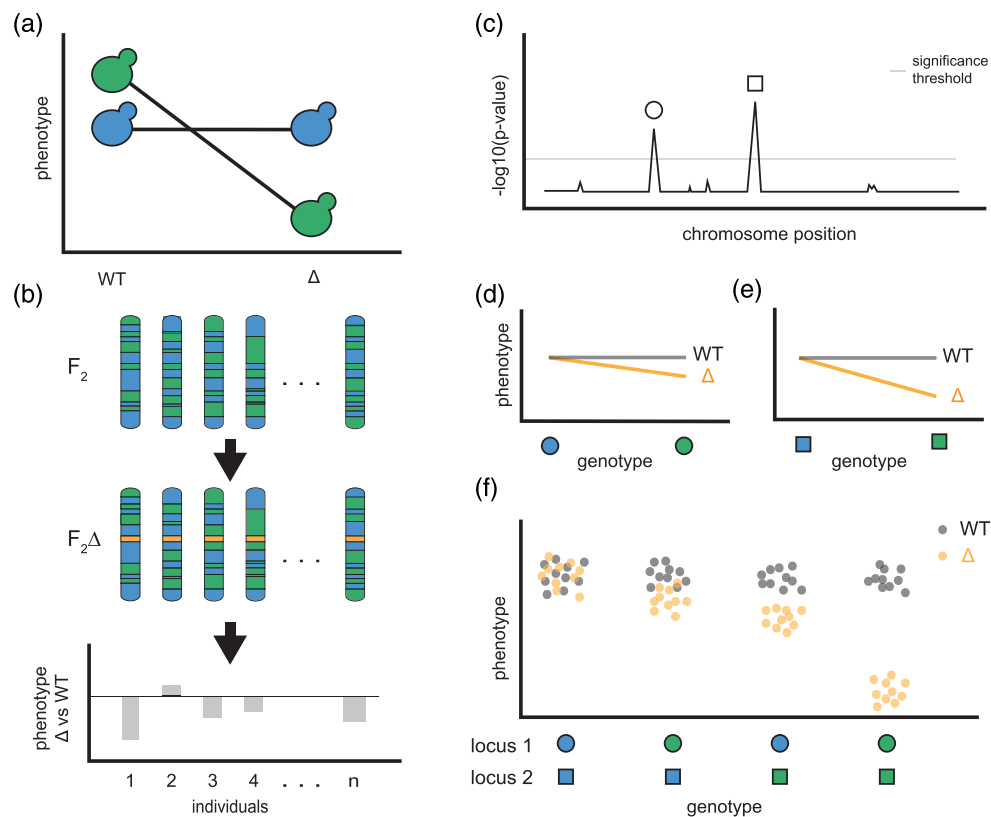 (a)
phenotype
WT
Δ
(b)
F2
. . .
F2Δ
. . .
phenotype
Δ vs WT
1 2 3 4 . . . n
individuals
(c)
-log10(p-value)
significance
threshold
chromosome position
(d)
phenotype
WT
Δ
genotype
(e)
WT
Δ
genotype
(f)
phenotype
WT
Δ
locus 1
locus 2
genotype